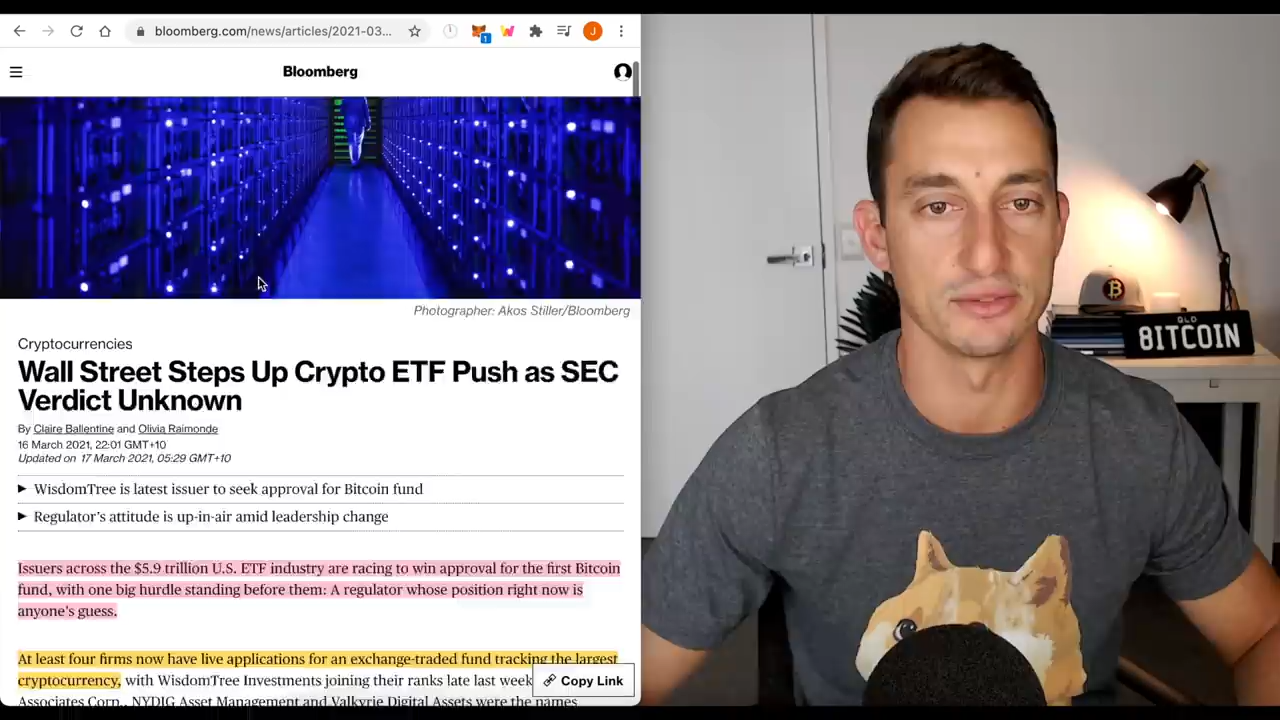 bloomberg.com/news/articles/2021-03...
1
J
Bloomberg
Photographer: Akos Stiller/Bloomberg
Cryptocurrencies
Wall Street Steps Up Crypto ETF Push as SEC
Verdict Unknown
By Claire Ballentine and Olivia Raimonde
16 March 2021, 22:01 GMT+10
Updated on 17 March 2021, 05:29 GMT+10
WisdomTree is latest issuer to seek approval for Bitcoin fund
Regulator's attitude is up-in-air amid leadership change
Issuers across the $5.9 trillion U.S. ETF industry are racing to win approval for the first Bitcoin
fund, with one big hurdle standing before them: A regulator whose position right now is
anyone's guess.
At least four firms now have live applications for an exchange-traded fund tracking the largest
cryptocurrency, with WisdomTree Investments joining their ranks late last week
Copy Link
Associates Corp., NYDIG Asset Management and Valkyrie Digital Assets were the names
QLD
8ITCOIN